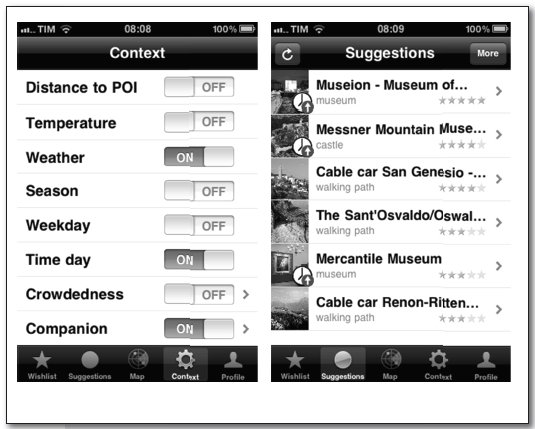 TIM 08:08 100%
Context
Distance to POI OFF
Temperature OFF
Weather ON
Season OFF
Weekday OFF
Time day ON
Crowdedness OFF
Companion ON
Wishlist Suggestions Map Context Profile
TIM 08:09 100%
Suggestions More
Museion - Museum of...
museum
Messner Mountain Muse...
castle
Cable car San Genesio -...
walking path
The Sant'Osvaldo/Oswal...
walking path
Mercantile Museum
museum
Cable car Renon-Ritten...
walking path
Wishlist Suggestions Map Context Profile